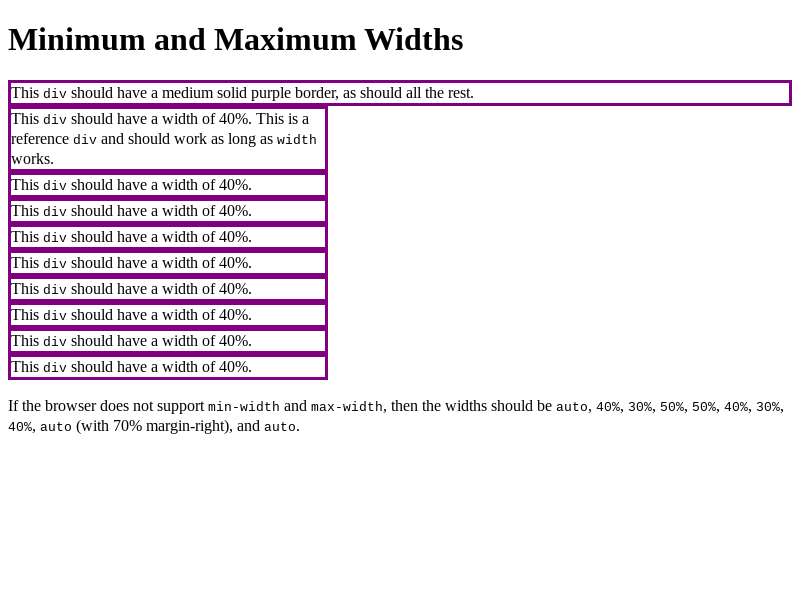 Minimum and Maximum Widths
This div should have a medium solid purple border, as should all the rest.
This div should have a width of 40%. This is a
reference div and should work as long as width
works.
This div should have a width of 40%.
This div should have a width of 40%.
This div should have a width of 40%.
This div should have a width of 40%.
This div should have a width of 40%.
This div should have a width of 40%.
This div should have a width of 40%.
This div should have a width of 40%.
If the browser does not support min-width and max-width, then the widths should be auto, 40%, 30%, 50%, 50%, 40%, 30%,
40%, auto (with 70% margin-right), and auto.